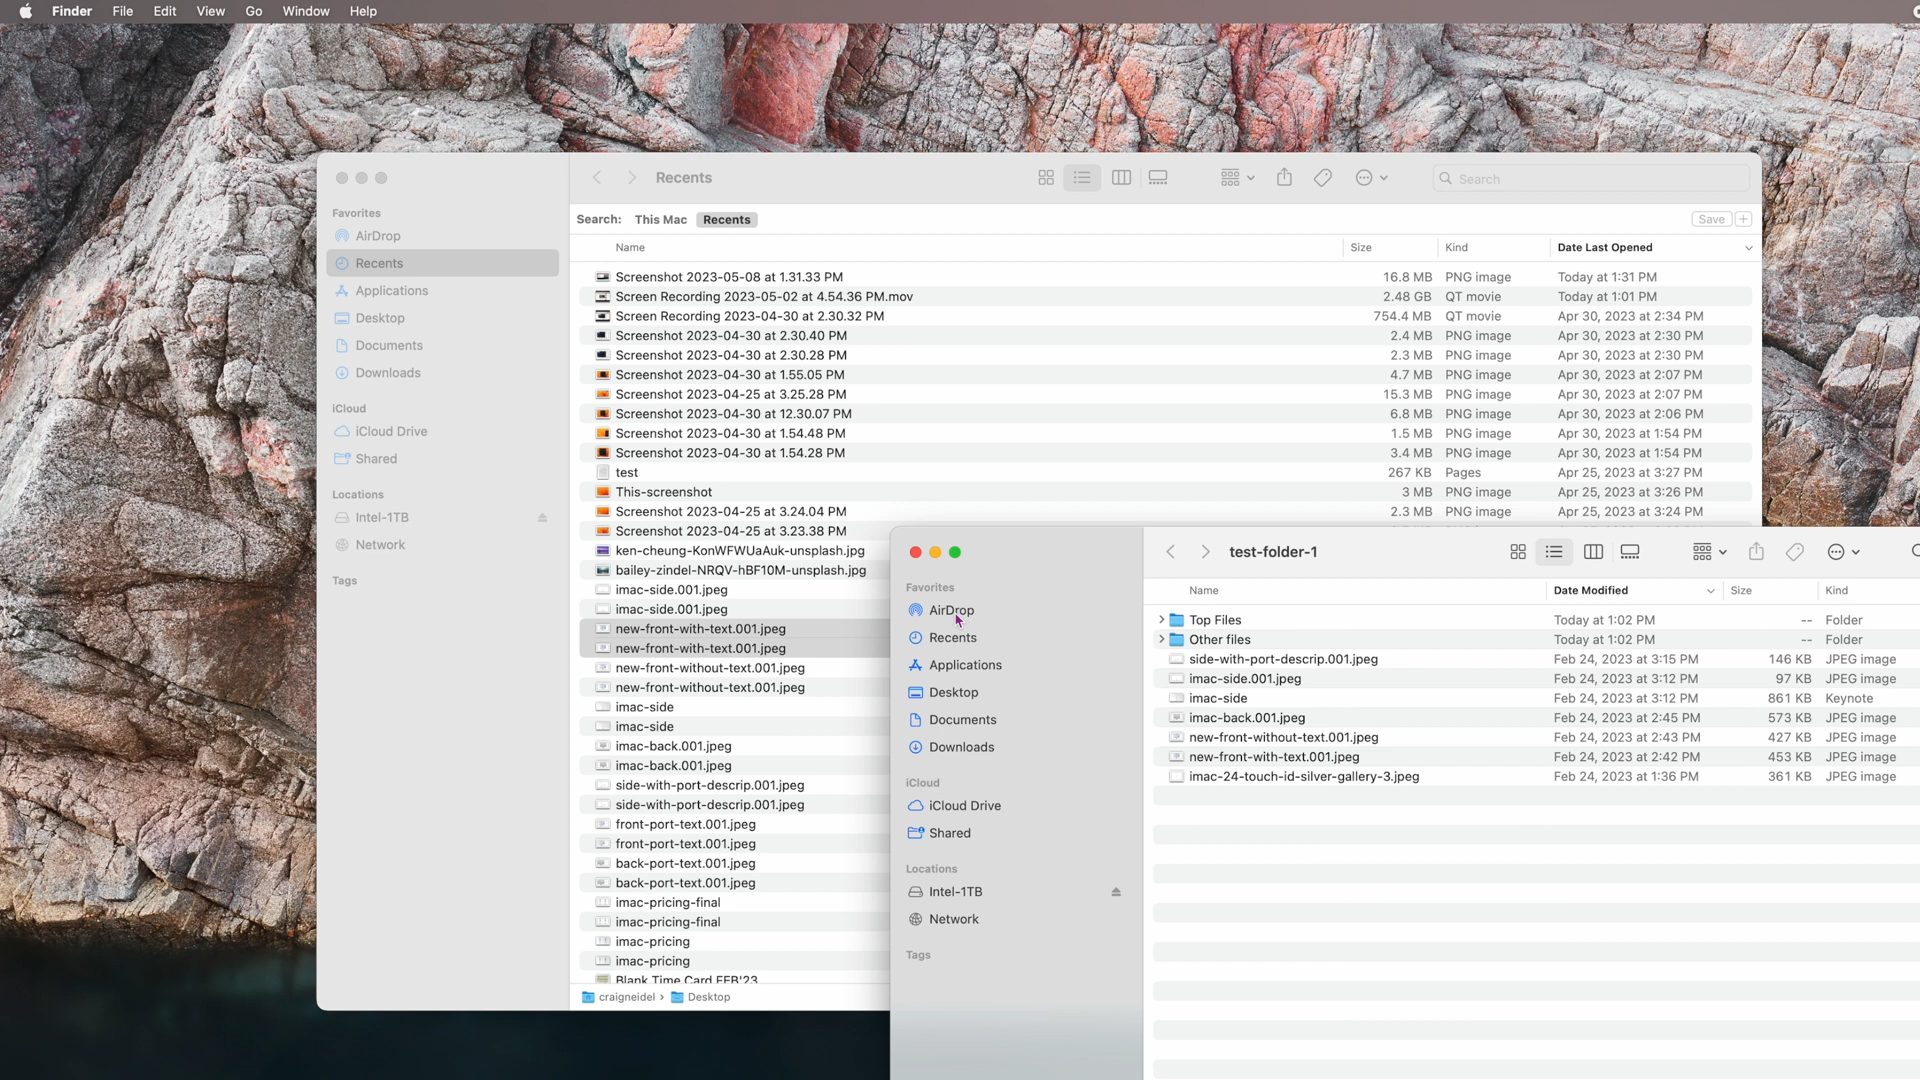 Finder File Edit View Go Window Help
Recents
Search
Favorites
AirDrop
Recents
Applications
Desktop
Documents
Downloads
iCloud
iCloud Drive
Shared
Locations
Intel-1TB
Network
Tags
Search: This Mac Recents Save
Name Size Kind Date Last Opened
Screenshot 2023-05-08 at 1.31.33 PM 16.8 MB PNG image Today at 1:31 PM
Screen Recording 2023-05-02 at 4.54.36 PM.mov 2.48 GB QT movie Today at 1:01 PM
Screen Recording 2023-04-30 at 2.30.32 PM 754.4 MB QT movie Apr 30, 2023 at 2:34 PM
Screenshot 2023-04-30 at 2.30.40 PM 2.4 MB PNG image Apr 30, 2023 at 2:30 PM
Screenshot 2023-04-30 at 2.30.28 PM 2.3 MB PNG image Apr 30, 2023 at 2:30 PM
Screenshot 2023-04-30 at 1.55.05 PM 4.7 MB PNG image Apr 30, 2023 at 2:07 PM
Screenshot 2023-04-25 at 3.25.28 PM 15.3 MB PNG image Apr 30, 2023 at 2:07 PM
Screenshot 2023-04-30 at 12.30.07 PM 6.8 MB PNG image Apr 30, 2023 at 2:06 PM
Screenshot 2023-04-30 at 1.54.48 PM 1.5 MB PNG image Apr 30, 2023 at 1:54 PM
Screenshot 2023-04-30 at 1.54.28 PM 3.4 MB PNG image Apr 30, 2023 at 1:54 PM
test 267 KB Pages Apr 25, 2023 at 3:27 PM
This-screenshot 3 MB PNG image Apr 25, 2023 at 3:26 PM
Screenshot 2023-04-25 at 3.24.04 PM 2.3 MB PNG image Apr 25, 2023 at 3:24 PM
Screenshot 2023-04-25 at 3.23.38 PM
ken-cheung-KonWFWUaAuk-unsplash.jpg
bailey-zindel-NRQV-hBF10M-unsplash.jpg
imac-side.001.jpeg
imac-side.001.jpeg
new-front-with-text.001.jpeg
new-front-with-text.001.jpeg
new-front-without-text.001.jpeg
new-front-without-text.001.jpeg
imac-side
imac-side
imac-back.001.jpeg
imac-back.001.jpeg
side-with-port-descrip.001.jpeg
side-with-port-descrip.001.jpeg
front-port-text.001.jpeg
front-port-text.001.jpeg
back-port-text.001.jpeg
back-port-text.001.jpeg
imac-pricing-final
imac-pricing-final
imac-pricing
imac-pricing
Blank Time Card FEB'23
craigneidel › Desktop
test-folder-1
Favorites
AirDrop
Recents
Applications
Desktop
Documents
Downloads
iCloud
iCloud Drive
Shared
Locations
Intel-1TB
Network
Tags
Name Date Modified Size Kind
Top Files Today at 1:02 PM -- Folder
Other files Today at 1:02 PM -- Folder
side-with-port-descrip.001.jpeg Feb 24, 2023 at 3:15 PM 146 KB JPEG image
imac-side.001.jpeg Feb 24, 2023 at 3:12 PM 97 KB JPEG image
imac-side Feb 24, 2023 at 3:12 PM 861 KB Keynote
imac-back.001.jpeg Feb 24, 2023 at 2:45 PM 573 KB JPEG image
new-front-without-text.001.jpeg Feb 24, 2023 at 2:43 PM 427 KB JPEG image
new-front-with-text.001.jpeg Feb 24, 2023 at 2:42 PM 453 KB JPEG image
imac-24-touch-id-silver-gallery-3.jpeg Feb 24, 2023 at 1:36 PM 361 KB JPEG image